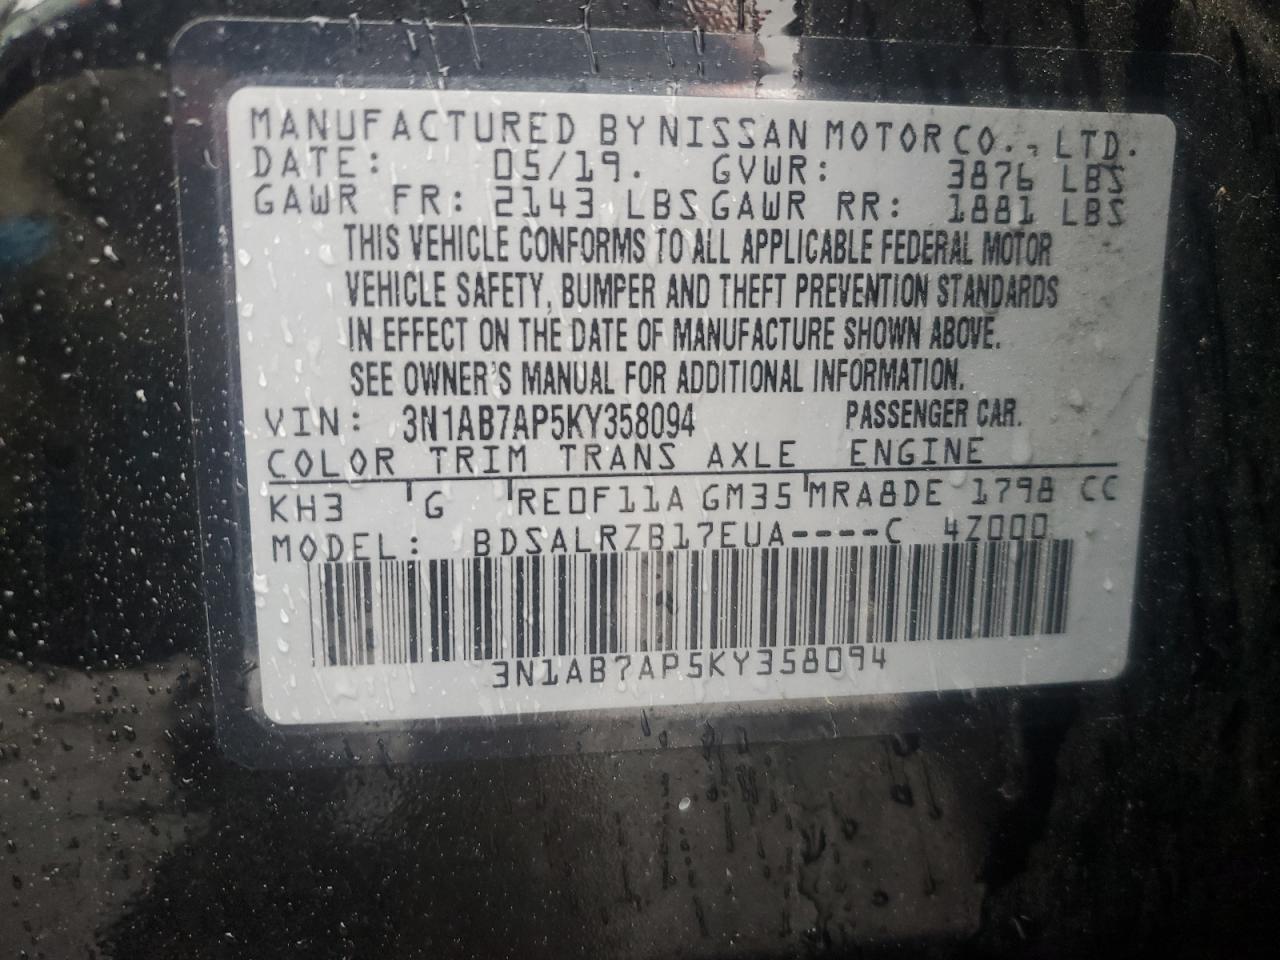 MANUFACTURED BY NISSAN MOTOR CO., LTD.
DATE: 05/19. GVWR: 3876 LBS
GAWR FR: 2143 LBS GAWR RR: 1881 LBS
THIS VEHICLE CONFORMS TO ALL APPLICABLE FEDERAL MOTOR
VEHICLE SAFETY, BUMPER AND THEFT PREVENTION STANDARDS
IN EFFECT ON THE DATE OF MANUFACTURE SHOWN ABOVE.
SEE OWNER'S MANUAL FOR ADDITIONAL INFORMATION.
VIN: 3N1AB7AP5KY358094 PASSENGER CAR.
COLOR TRIM TRANS AXLE ENGINE
KH3 G RE0F11A GM35 MRA8DE 1798 CC
MODEL: BDSALRZB17EUA----C 4Z000
3N1AB7AP5KY358094